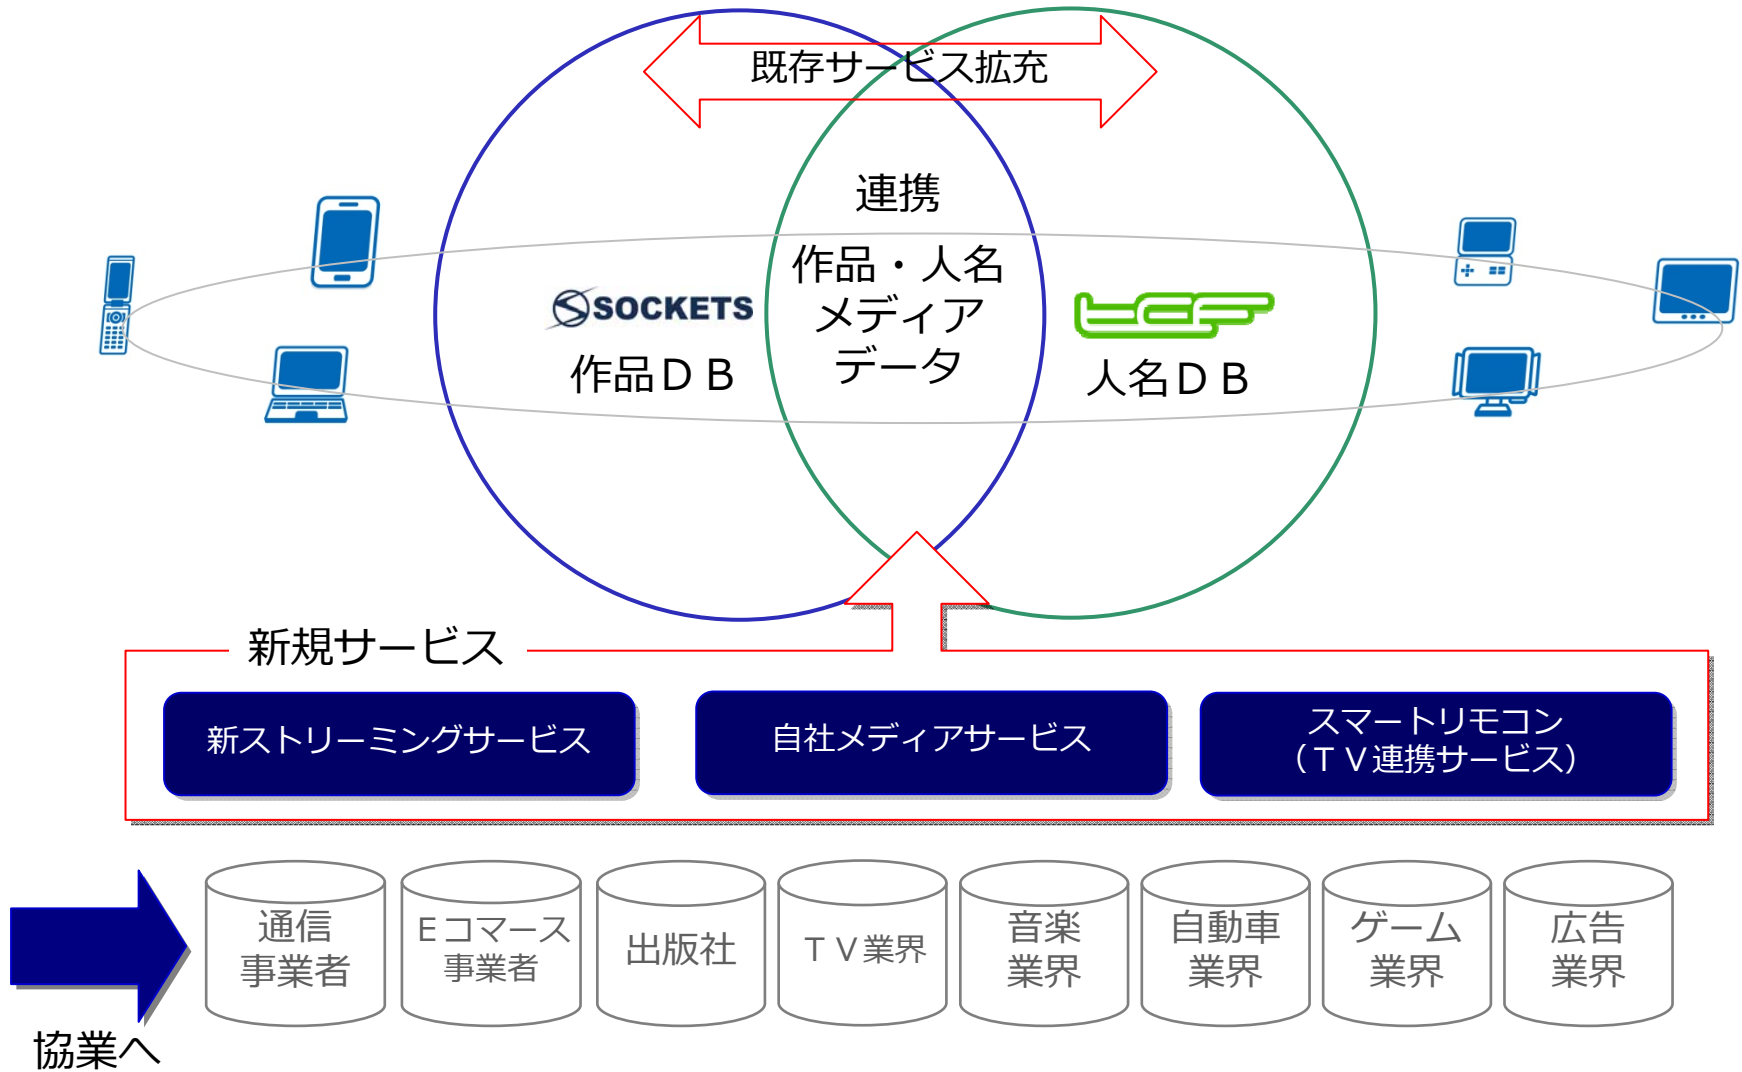 既存サービス拡充
連携
作品・人名
メディア
データ
SOCKETS
作品ＤＢ
人名ＤＢ
新規サービス
新ストリーミングサービス
自社メディアサービス
スマートリモコン
（ＴＶ連携サービス）
通信
事業者
Ｅコマース
事業者
出版社
ＴＶ業界
音楽
業界
自動車
業界
ゲーム
業界
広告
業界
協業へ